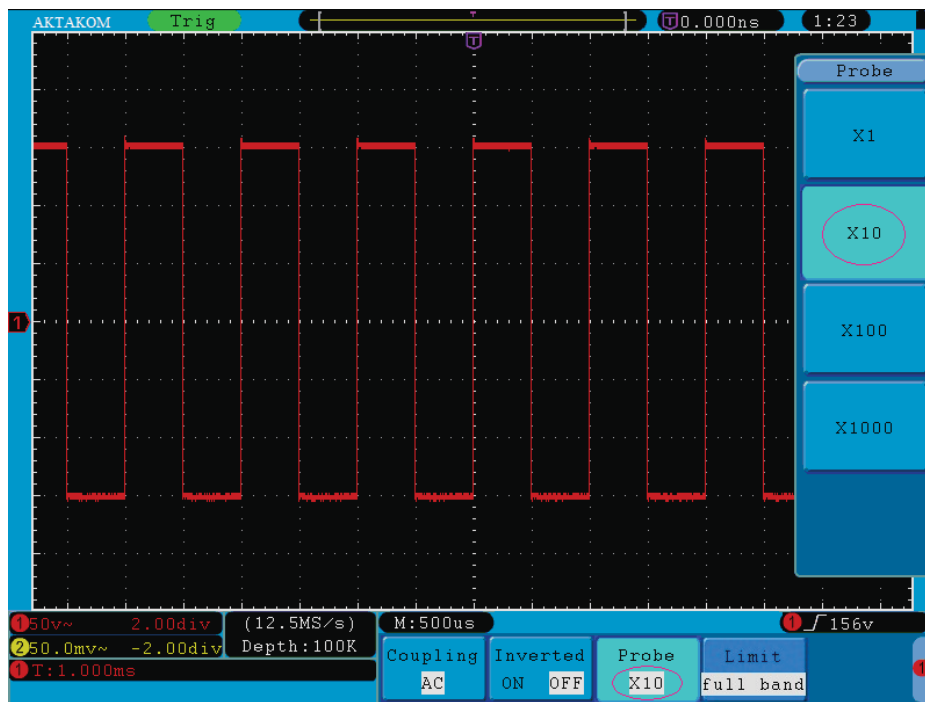 AKTAKOM Trig T 0.000ns 1:23
T
Probe
X1
X10
X100
X1000
1
1 50v~ 2.00div (12.5MS/s) M:500us 1 156v
2 50.0mv~ -2.00div Depth:100K
1 T:1.000ms
Coupling Inverted Probe Limit
AC ON OFF X10 full band
1